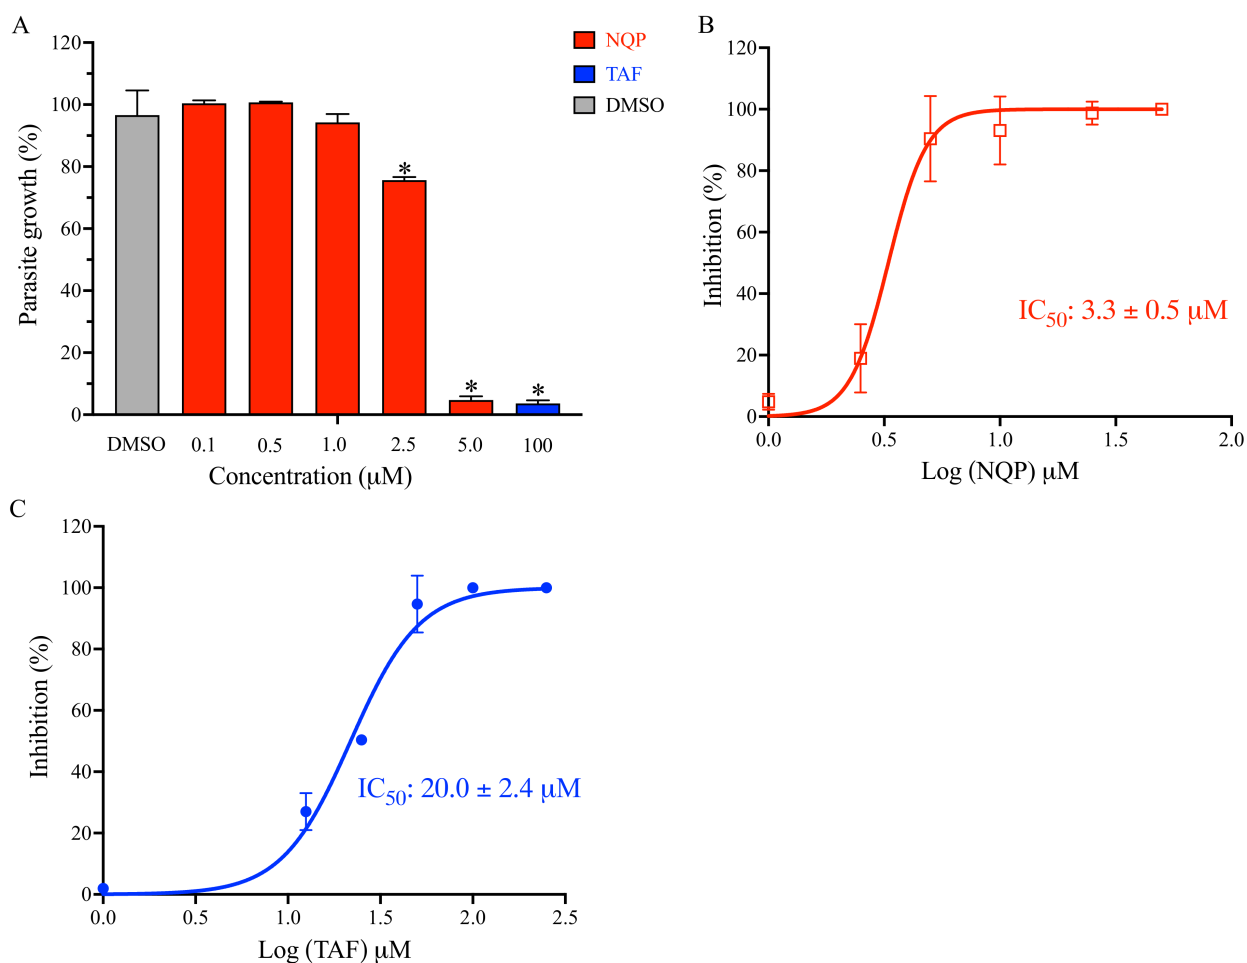 A
120
100
80
60
40
20
0
Parasite growth (%)
* * *
DMSO 0.1 0.5 1.0 2.5 5.0 100
Concentration (μM)
NQP
TAF
DMSO
B
120
100
80
60
40
20
0
Inhibition (%)
IC50: 3.3 ± 0.5 μM
0.0 0.5 1.0 1.5 2.0
Log (NQP) μM
C
120
100
80
60
40
20
0
Inhibition (%)
IC50: 20.0 ± 2.4 μM
0.0 0.5 1.0 1.5 2.0 2.5
Log (TAF) μM